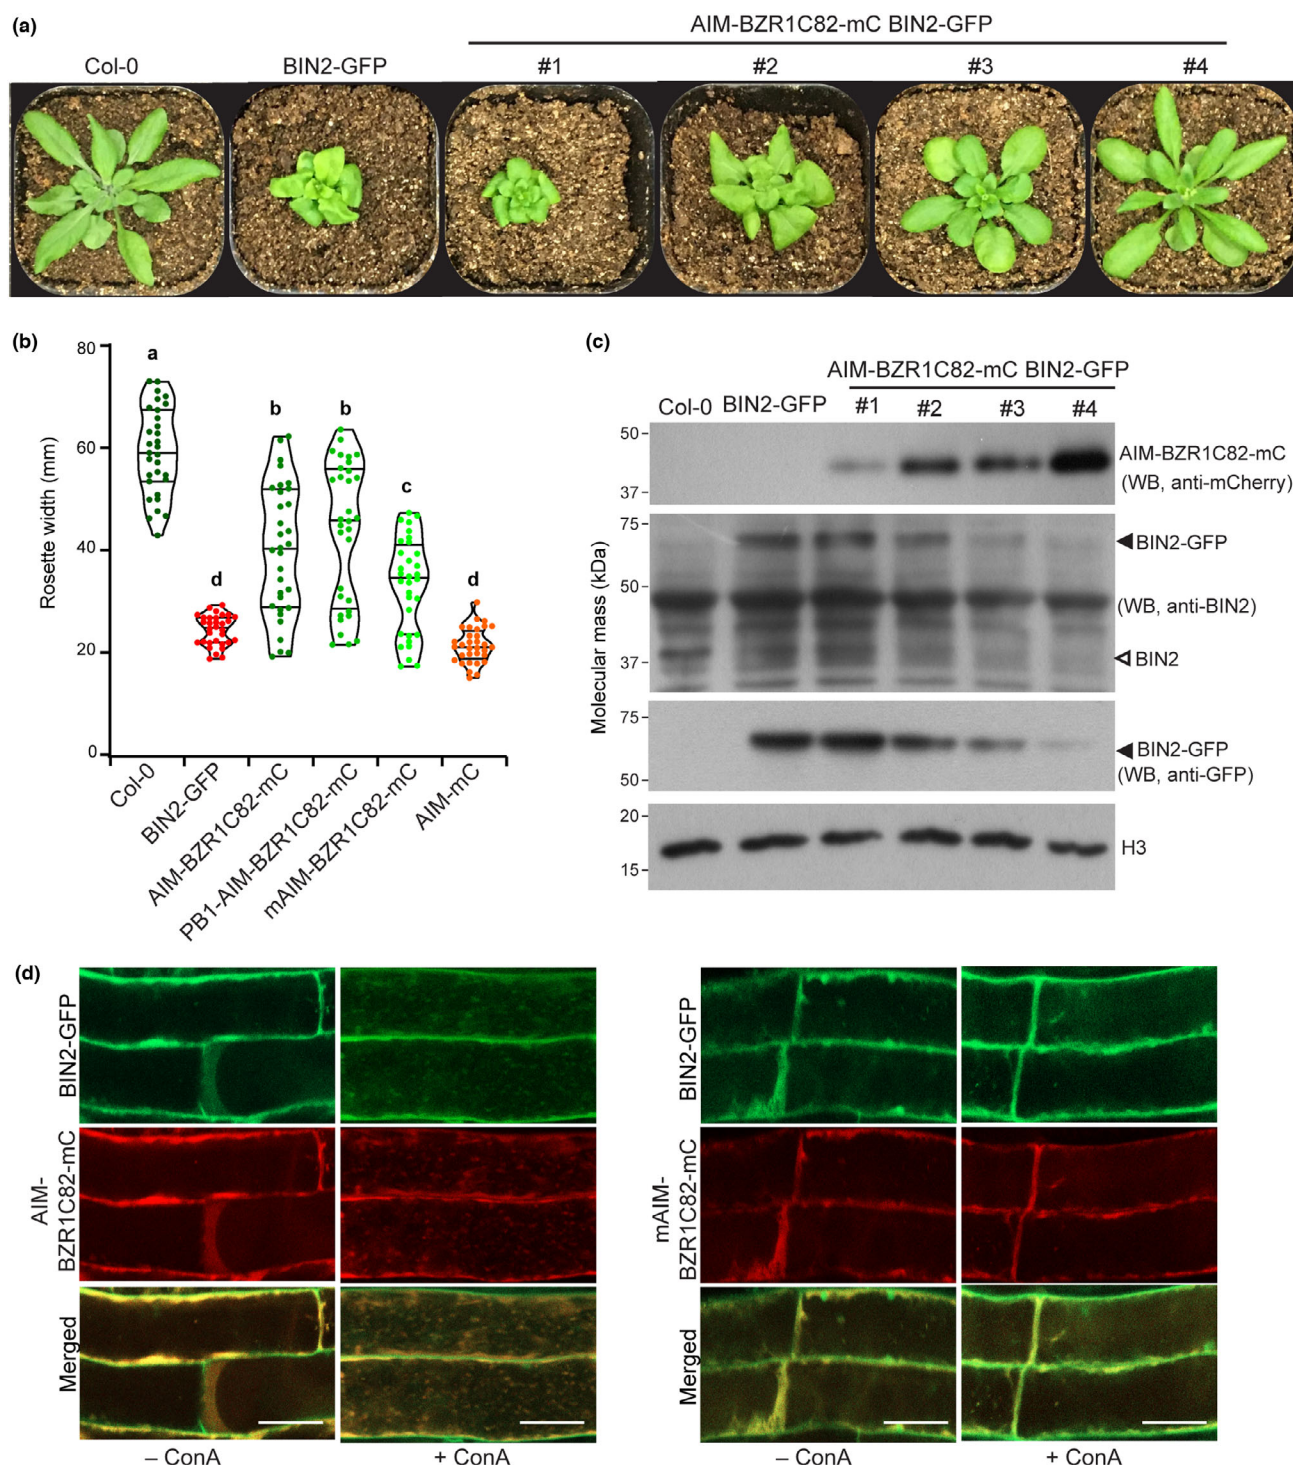 (a)
AIM-BZR1C82-mC BIN2-GFP
Col-0 BIN2-GFP #1 #2 #3 #4
(b)
80
60
40
20
0
Rosette width (mm)
a
d
b
b
c
d
Col-0
BIN2-GFP
AIM-BZR1C82-mC
PB1-AIM-BZR1C82-mC
mAIM-BZR1C82-mC
AIM-mC
(c)
AIM-BZR1C82-mC BIN2-GFP
Col-0 BIN2-GFP #1 #2 #3 #4
Molecular mass (kDa)
50
37
AIM-BZR1C82-mC
(WB, anti-mCherry)
75
50
37
BIN2-GFP
(WB, anti-BIN2)
BIN2
75
50
BIN2-GFP
(WB, anti-GFP)
20
15
H3
(d)
BIN2-GFP
AIM-
BZR1C82-mC
Merged
– ConA
+ ConA
BIN2-GFP
mAIM-
BZR1C82-mC
Merged
– ConA
+ ConA